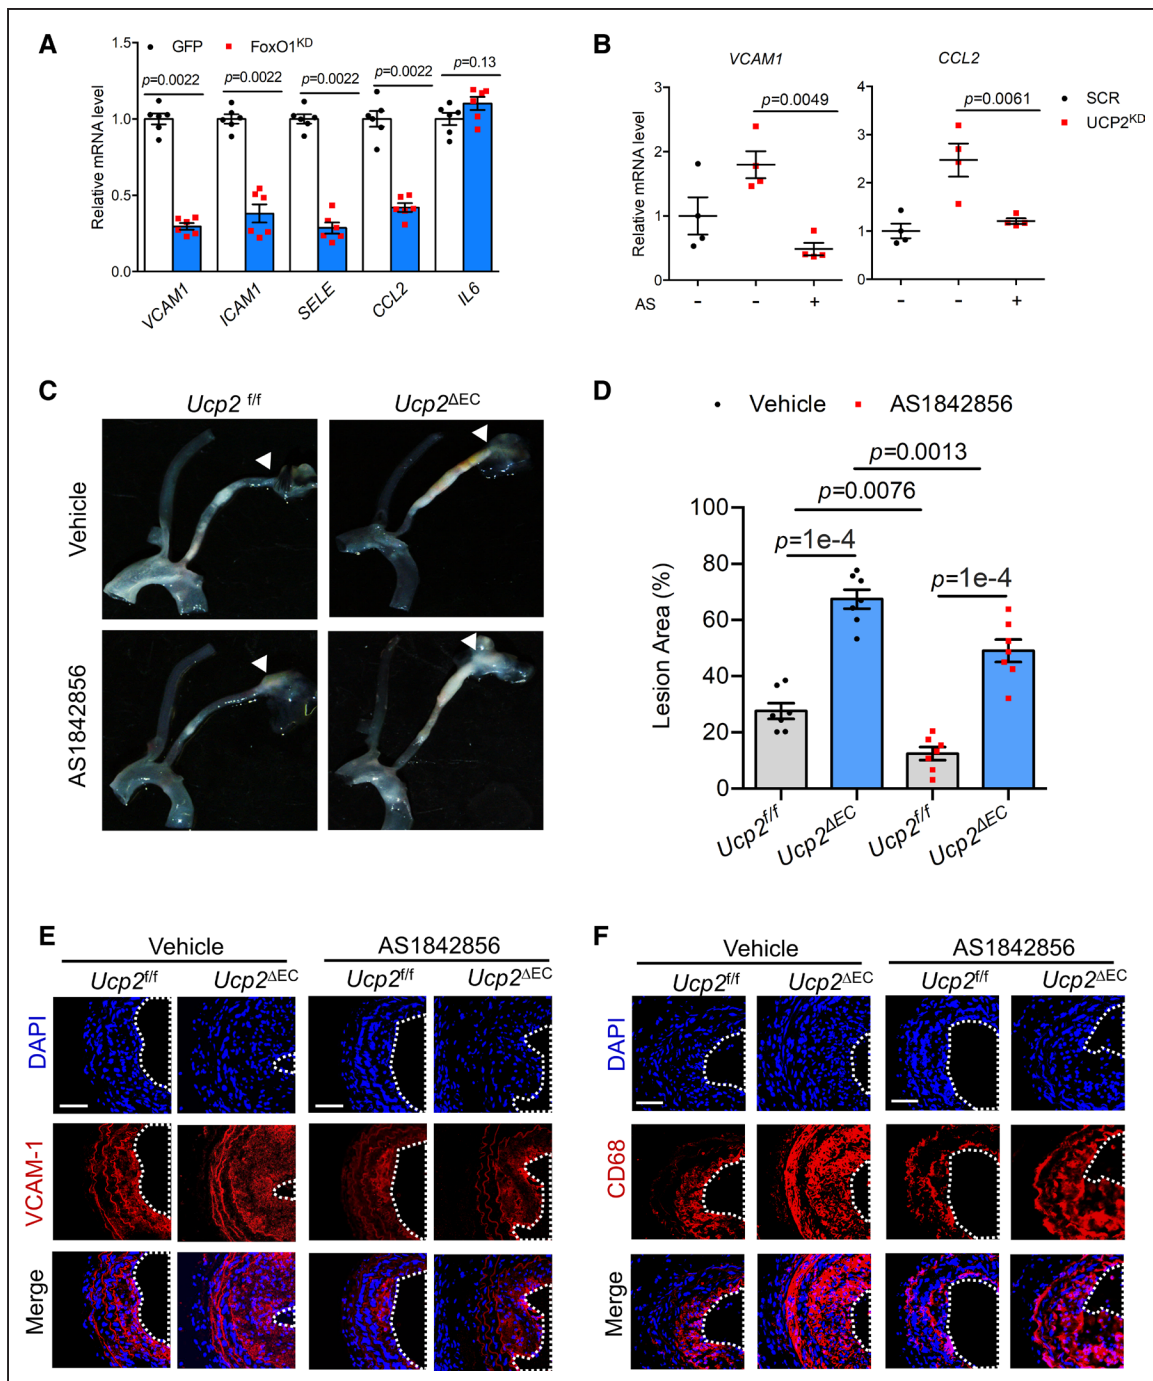 A
GFP
FoxO1KD
Relative mRNA level
1.5
1.0
0.5
0.0
p=0.0022
p=0.0022
p=0.0022
p=0.0022
p=0.13
VCAM1
ICAM1
SELE
CCL2
IL6
B
VCAM1
CCL2
SCR
UCP2KD
Relative mRNA level
3
2
1
0
p=0.0049
4
3
2
1
0
p=0.0061
AS
- - +
- - +
C
Ucp2 f/f
Ucp2ΔEC
Vehicle
AS1842856
D
Vehicle
AS1842856
p=0.0013
p=0.0076
p=1e-4
p=1e-4
Lesion Area (%)
100
80
60
40
20
0
Ucp2f/f
Ucp2ΔEC
Ucp2f/f
Ucp2ΔEC
E
Vehicle
AS1842856
Ucp2f/f
Ucp2ΔEC
Ucp2f/f
Ucp2ΔEC
DAPI
VCAM-1
Merge
F
Vehicle
AS1842856
Ucp2f/f
Ucp2ΔEC
Ucp2f/f
Ucp2ΔEC
DAPI
CD68
Merge